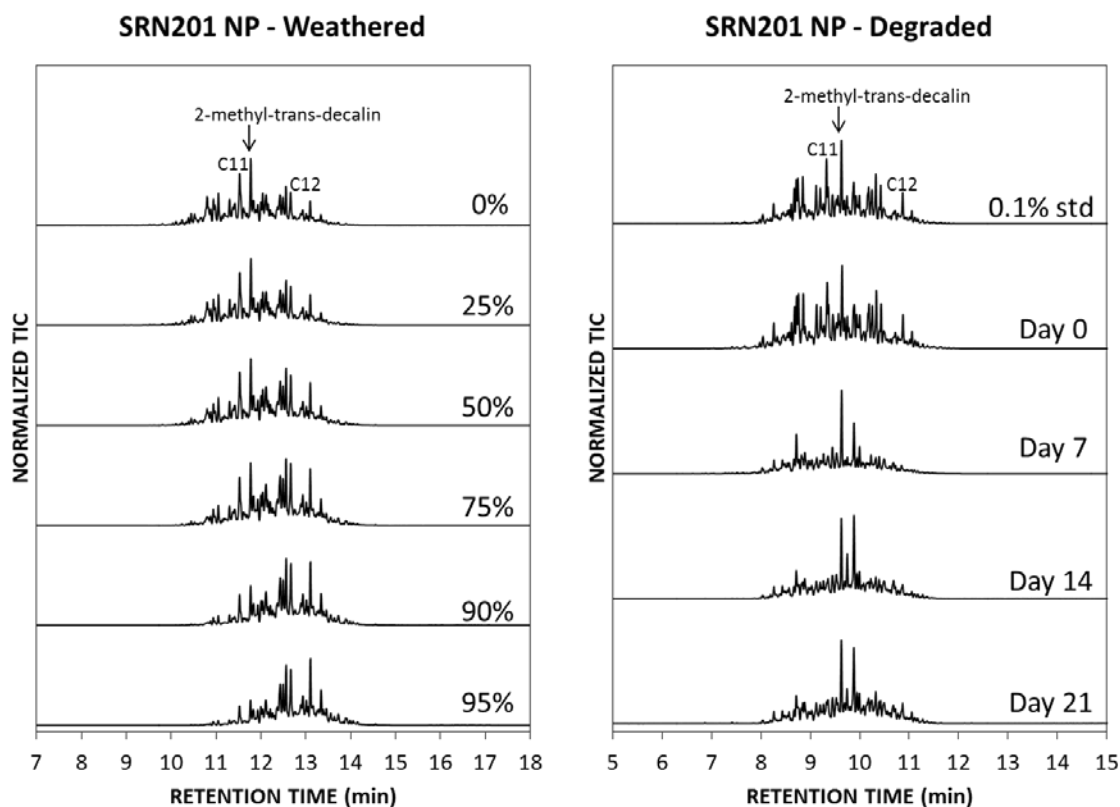 SRN201 NP - Weathered
2-methyl-trans-decalin
C11
C12
0%
25%
50%
75%
90%
95%
NORMALIZED TIC
7 8 9 10 11 12 13 14 15 16 17 18
RETENTION TIME (min)
SRN201 NP - Degraded
2-methyl-trans-decalin
C11
C12
0.1% std
Day 0
Day 7
Day 14
Day 21
NORMALIZED TIC
5 6 7 8 9 10 11 12 13 14 15
RETENTION TIME (min)